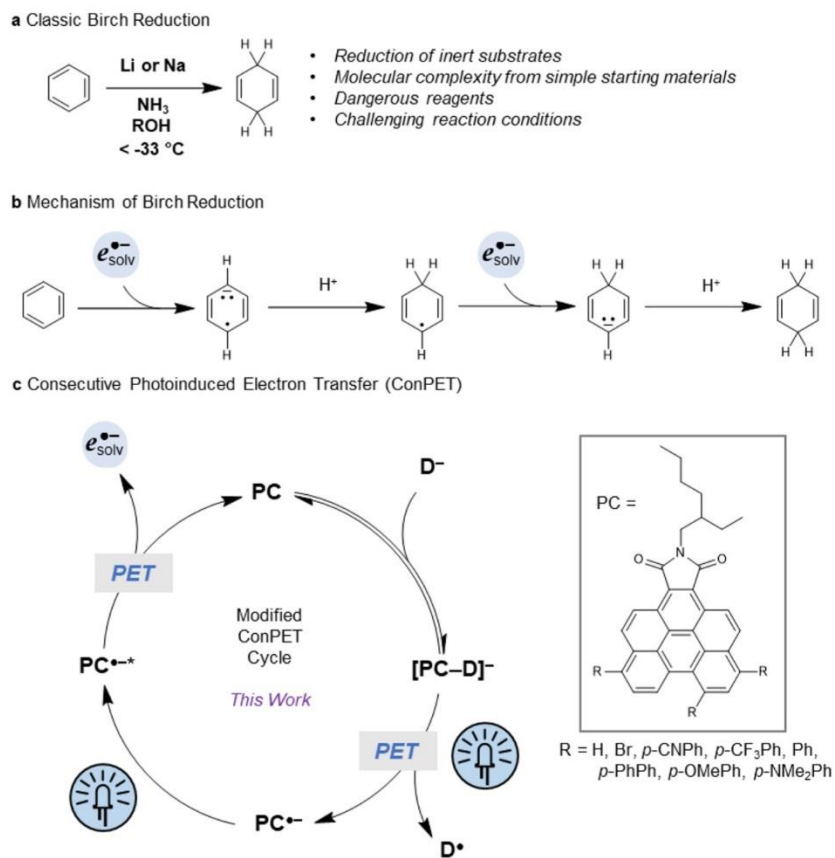 a Classic Birch Reduction
H H
Li or Na
NH₃
ROH
< -33 °C
H H
• Reduction of inert substrates
• Molecular complexity from simple starting materials
• Dangerous reagents
• Challenging reaction conditions
b Mechanism of Birch Reduction
e•−solv
H
H
H⁺
H H
H
e•−solv
H H
H
H⁺
H H
H H
c Consecutive Photoinduced Electron Transfer (ConPET)
e•−solv
PC
D⁻
PET
Modified
ConPET
Cycle
This Work
PC•−*
[PC–D]⁻
PET
PC•−
D•
PC =
N
O O
R R
R
R = H, Br, p-CNPh, p-CF₃Ph, Ph,
p-PhPh, p-OMePh, p-NMe₂Ph